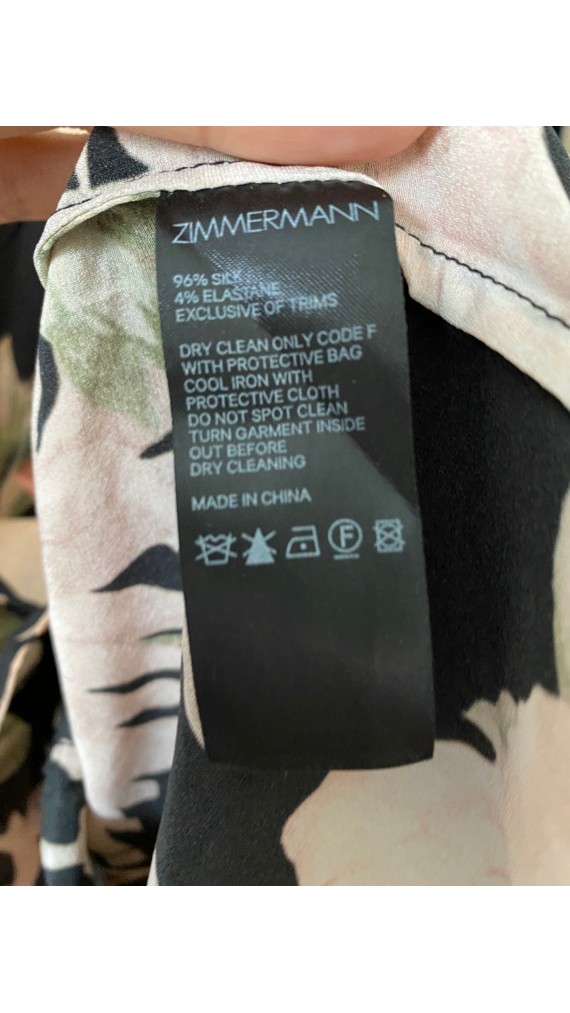 ZIMMERMANN
96% SILK
4% ELASTANE
EXCLUSIVE OF TRIMS
DRY CLEAN ONLY CODE F
WITH PROTECTIVE BAG
COOL IRON WITH
PROTECTIVE CLOTH
DO NOT SPOT CLEAN
TURN GARMENT INSIDE
OUT BEFORE
DRY CLEANING
MADE IN CHINA
F